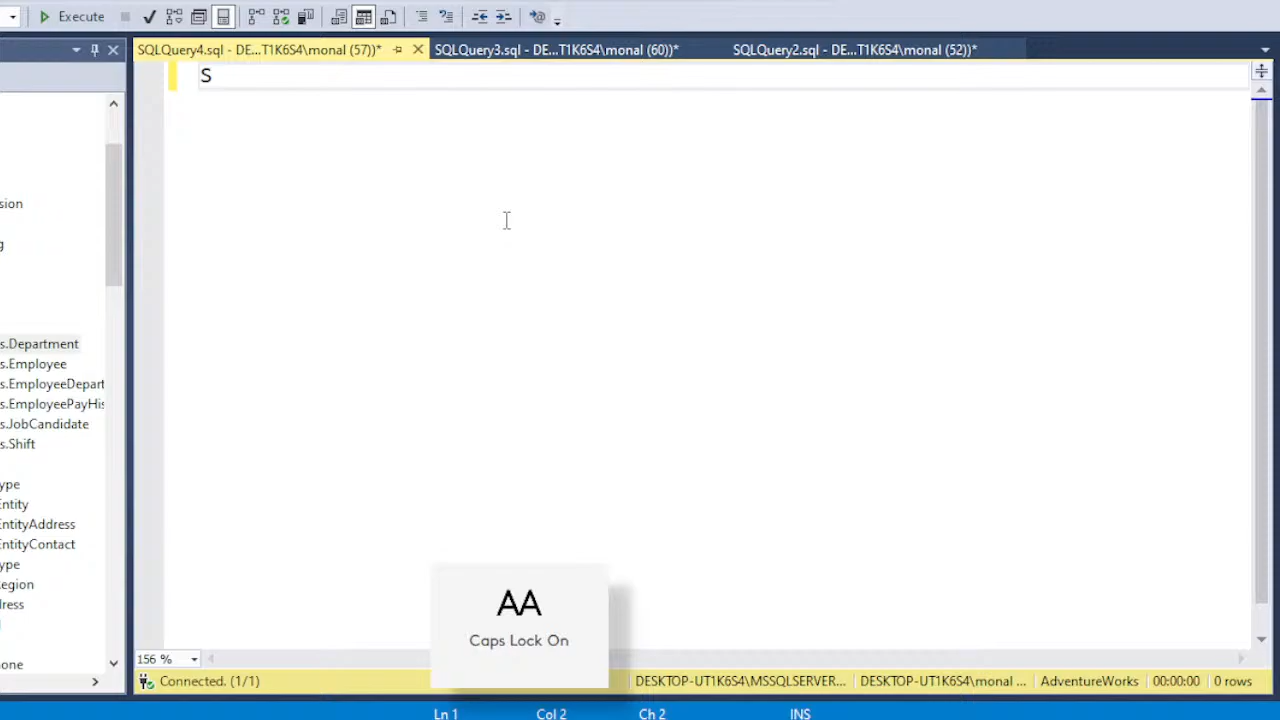 Execute
SQLQuery4.sql - DE...T1K6S4\monal (57))*
SQLQuery3.sql - DE...T1K6S4\monal (60))*
SQLQuery2.sql - DE...T1K6S4\monal (52))*
S
sion
g
s.Department
s.Employee
s.EmployeeDepart
s.EmployeePayHis
s.JobCandidate
s.Shift
ype
Entity
EntityAddress
EntityContact
ype
Region
dress
one
AA
Caps Lock On
156 %
Connected. (1/1)
DESKTOP-UT1K6S4\MSSQLSERVER...
DESKTOP-UT1K6S4\monal ...
AdventureWorks
00:00:00
0 rows
Ln 1
Col 2
Ch 2
INS